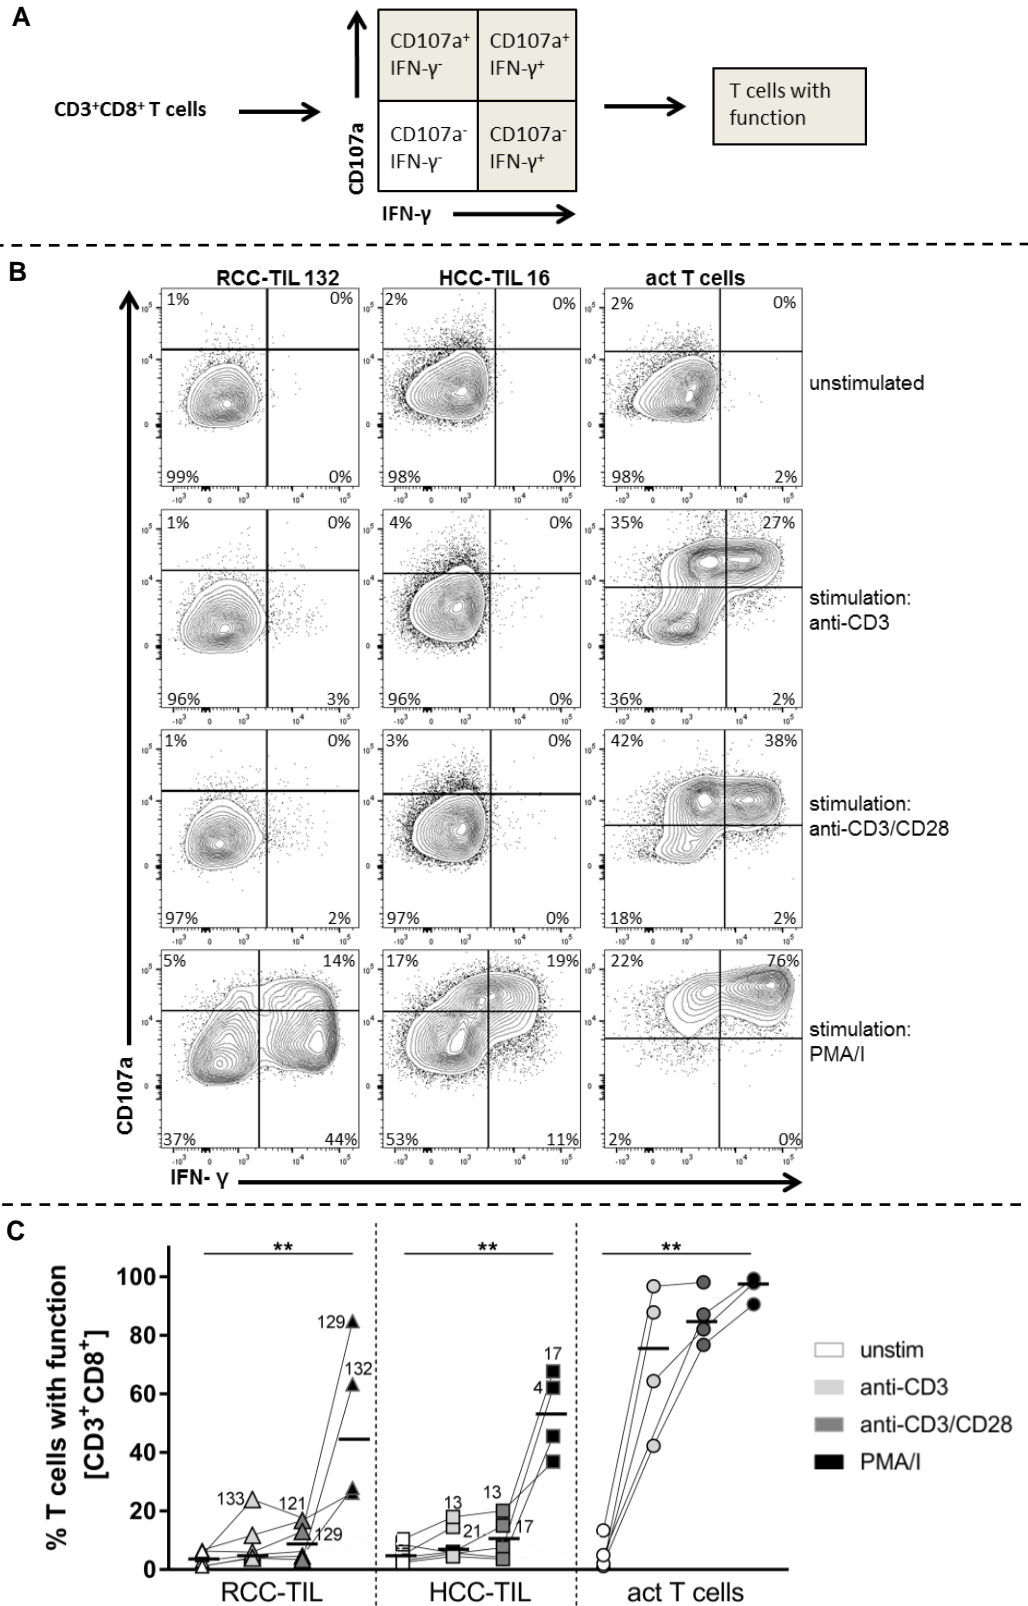 A
CD3⁺CD8⁺ T cells
CD107a
CD107a⁺
IFN-γ⁻
CD107a⁺
IFN-γ⁺
CD107a⁻
IFN-γ⁻
CD107a⁻
IFN-γ⁺
IFN-γ
T cells with
function
B
RCC-TIL 132
HCC-TIL 16
act T cells
1%
0%
99%
0%
2%
0%
98%
0%
2%
0%
98%
2%
unstimulated
1%
0%
96%
3%
4%
0%
96%
0%
35%
27%
36%
2%
stimulation:
anti-CD3
1%
0%
97%
2%
3%
0%
97%
0%
42%
38%
18%
2%
stimulation:
anti-CD3/CD28
5%
14%
37%
44%
17%
19%
53%
11%
22%
76%
2%
0%
stimulation:
PMA/I
CD107a
IFN- γ
C
% T cells with function
[CD3⁺CD8⁺]
100
80
60
40
20
0
**
**
**
129
132
133
121
129
17
4
13
13
21
17
RCC-TIL
HCC-TIL
act T cells
unstim
anti-CD3
anti-CD3/CD28
PMA/I